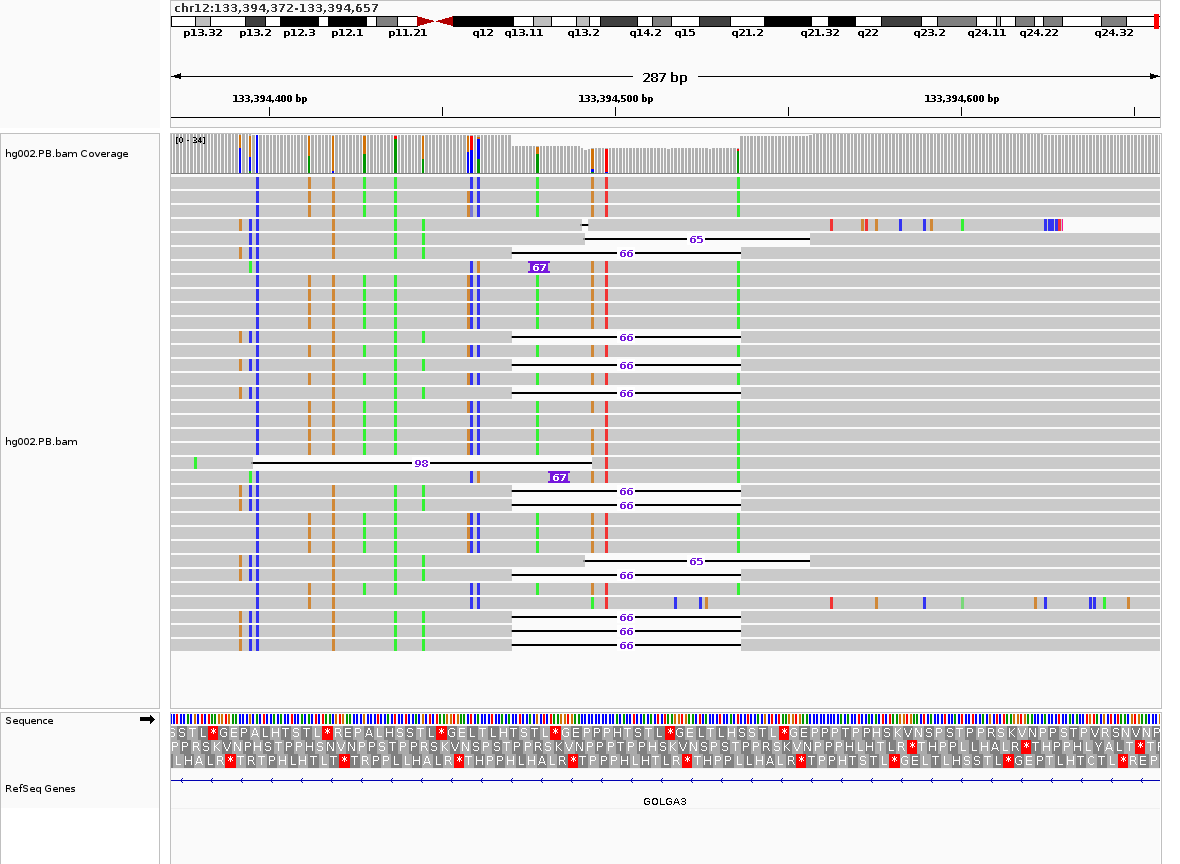 chr12:133,394,372-133,394,657
p13.32 p13.2 p12.3 p12.1 p11.21 q12 q13.11 q13.2 q14.2 q15 q21.2 q21.32 q22 q23.2 q24.11 q24.22 q24.32
287 bp
133,394,400 bp 133,394,500 bp 133,394,600 bp
hg002.PB.bam Coverage
[0 - 34]
65
66
67
66
66
66
hg002.PB.bam
98
67
66
66
65
66
66
66
66
Sequence
RefSeq Genes
GOLGA3